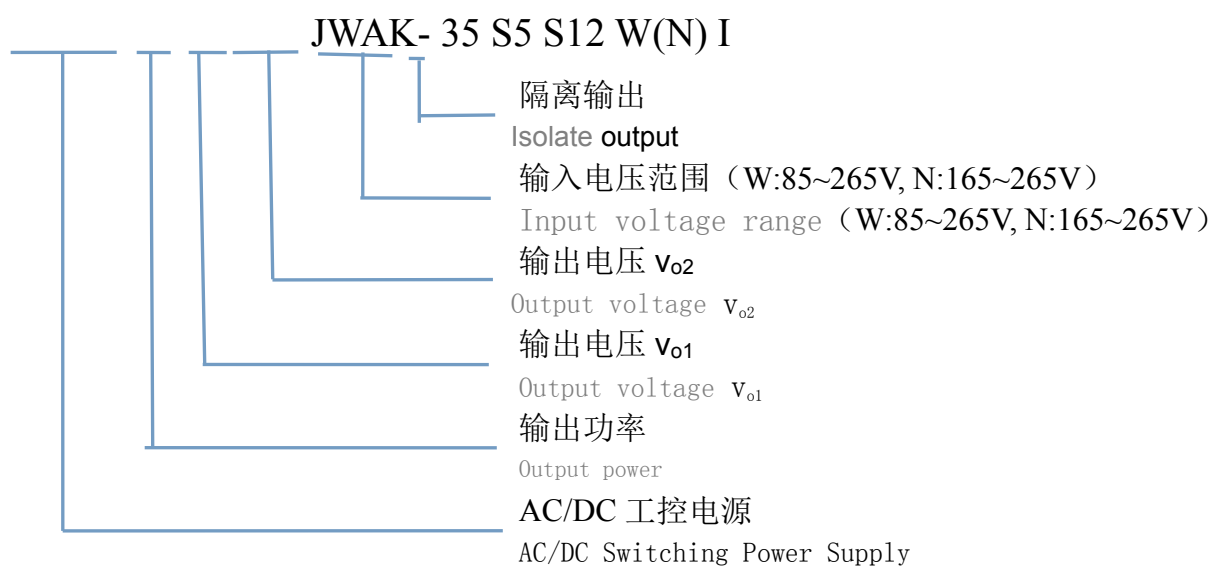 JWAK- 35 S5 S12 W(N) I
隔离输出
Isolate output
输入电压范围（W:85~265V, N:165~265V）
Input voltage range（W:85~265V, N:165~265V）
输出电压 vo2
Output voltage vo2
输出电压 vo1
Output voltage vo1
输出功率
Output power
AC/DC 工控电源
AC/DC Switching Power Supply